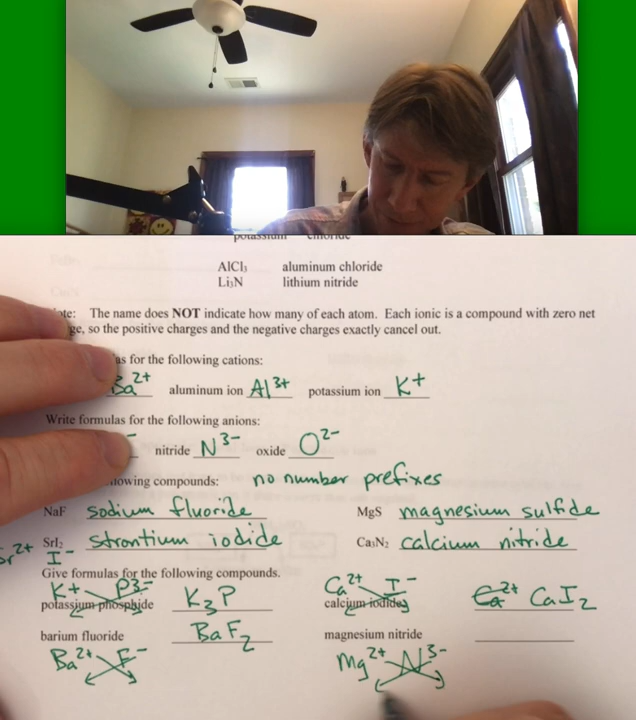 potassium chloride
AlCl₃ aluminum chloride
Li₃N lithium nitride
The name does NOT indicate how many of each atom. Each ionic is a compound with zero net
so the positive charges and the negative charges exactly cancel out.
for the following cations:
Ba²⁺ aluminum ion Al³⁺ potassium ion K⁺
Write formulas for the following anions:
⁻ nitride N³⁻ oxide O²⁻
compounds: no number prefixes
NaF sodium fluoride MgS magnesium sulfide
SrI₂ strontium iodide Ca₃N₂ calcium nitride
Sr²⁺ I⁻
Give formulas for the following compounds.
K⁺ P³⁻ Ca²⁺ I⁻
potassium phosphide K₃P calcium iodide Ca²⁺ CaI₂
barium fluoride BaF₂ magnesium nitride
Ba²⁺ F⁻ Mg²⁺ N³⁻